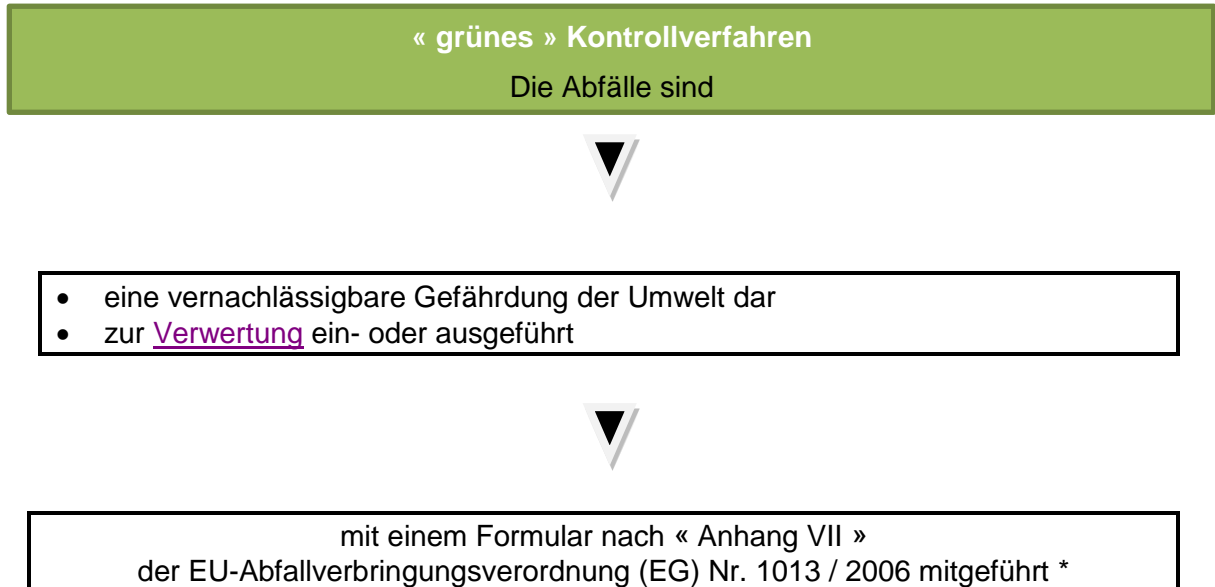 « grünes » Kontrollverfahren
Die Abfälle sind
• eine vernachlässigbare Gefährdung der Umwelt dar
• zur Verwertung ein- oder ausgeführt
mit einem Formular nach « Anhang VII »
der EU-Abfallverbringungsverordnung (EG) Nr. 1013 / 2006 mitgeführt *